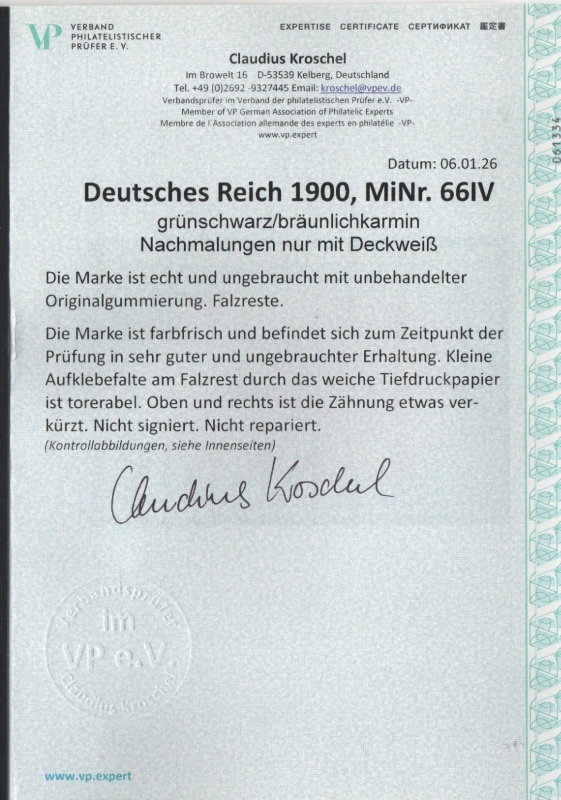 VP
VERBAND
PHILATELISTISCHER
PRÜFER E. V.
EXPERTISE CERTIFICATE СЕРТИФИКАТ 鑑定書
Claudius Kroschel
Im Browelt 16 D-53539 Kelberg, Deutschland
Tel. +49 (0)2692 -9327445 Email: kroschel@vpev.de
Verbandsprüfer im Verband der philatelistischen Prüfer e.V. -VP-
Member of VP German Association of Philatelic Experts
Membre de l´Association allemande des experts en philatélie -VP-
www.vp.expert
061334
Datum: 06.01.26
Deutsches Reich 1900, MiNr. 66IV
grünschwarz/bräunlichkarmin
Nachmalungen nur mit Deckweiß
Die Marke ist echt und ungebraucht mit unbehandelter
Originalgummierung. Falzreste.
Die Marke ist farbfrisch und befindet sich zum Zeitpunkt der
Prüfung in sehr guter und ungebrauchter Erhaltung. Kleine
Aufklebefalte am Falzrest durch das weiche Tiefdruckpapier
ist torerabel. Oben und rechts ist die Zähnung etwas ver-
kürzt. Nicht signiert. Nicht repariert.
(Kontrollabbildungen, siehe Innenseiten)
Claudius Kroschel
Verbandsprüfer
im
VP e.V.
Claudius Kroschel
www.vp.expert